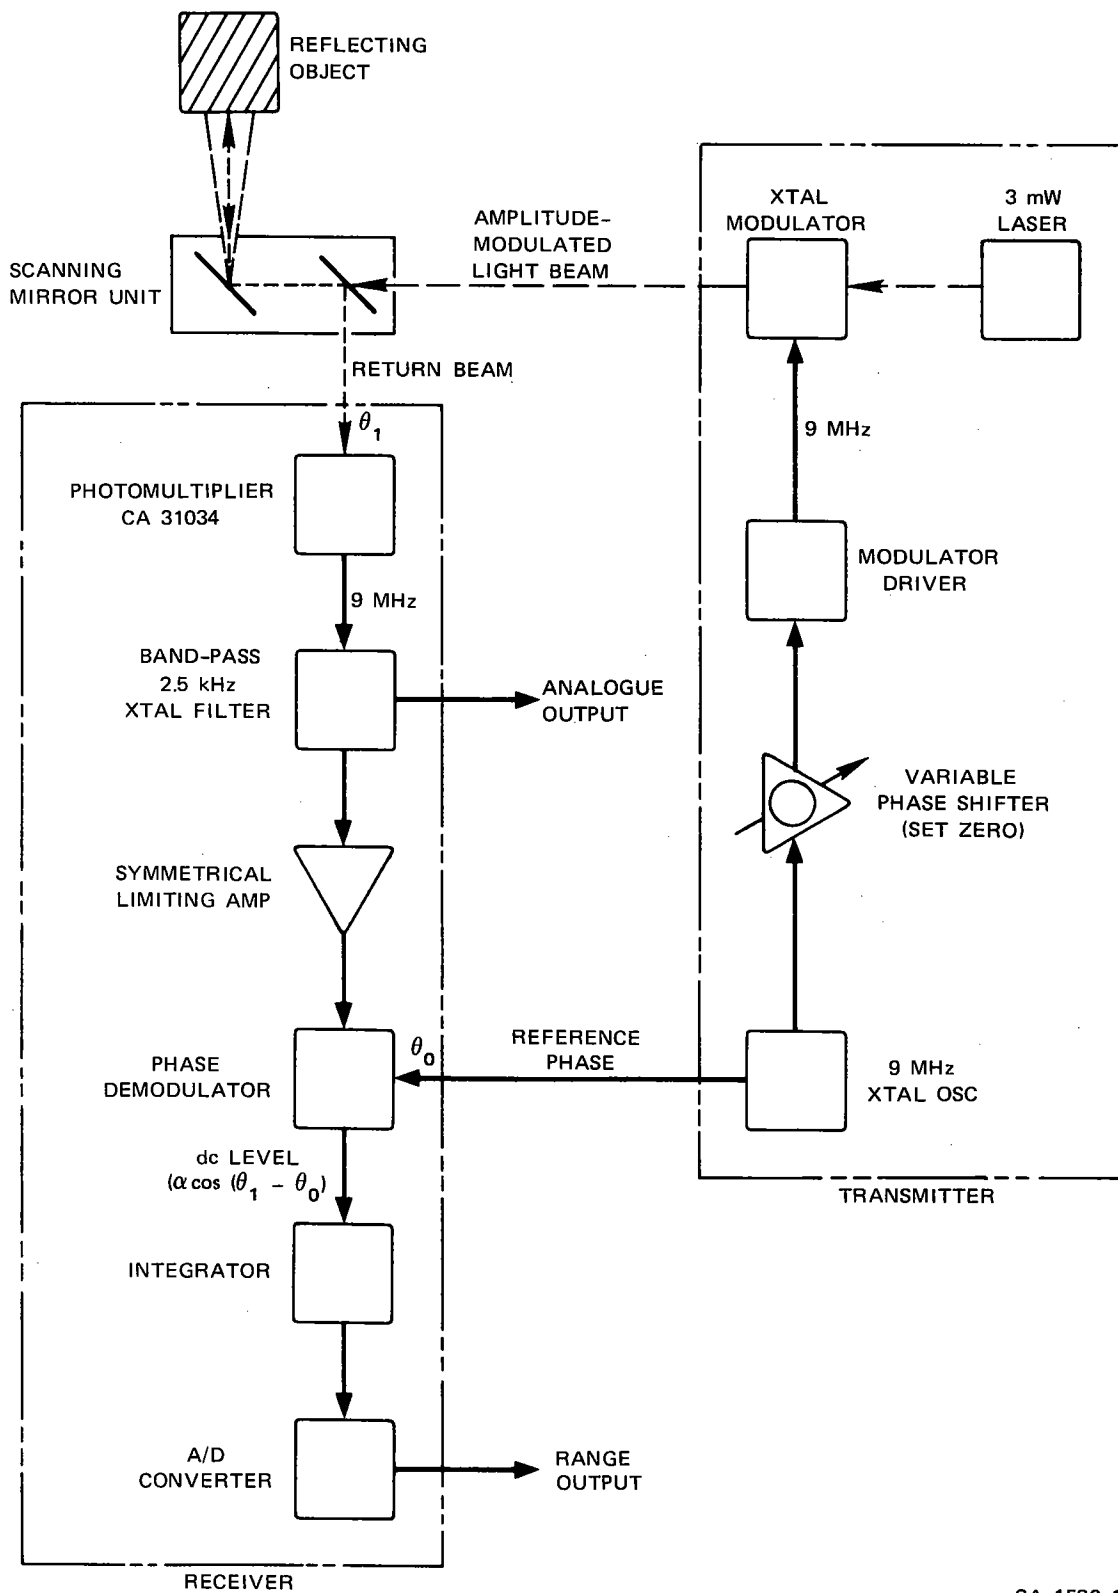 REFLECTING
OBJECT
SCANNING
MIRROR UNIT
AMPLITUDE-
MODULATED
LIGHT BEAM
XTAL
MODULATOR
3 mW
LASER
RETURN BEAM
θ1
9 MHz
PHOTOMULTIPLIER
CA 31034
9 MHz
MODULATOR
DRIVER
BAND-PASS
2.5 kHz
XTAL FILTER
ANALOGUE
OUTPUT
VARIABLE
PHASE SHIFTER
(SET ZERO)
SYMMETRICAL
LIMITING AMP
PHASE
DEMODULATOR
θ0
REFERENCE
PHASE
9 MHz
XTAL OSC
dc LEVEL
(α cos (θ1 − θ0)
TRANSMITTER
INTEGRATOR
A/D
CONVERTER
RANGE
OUTPUT
RECEIVER